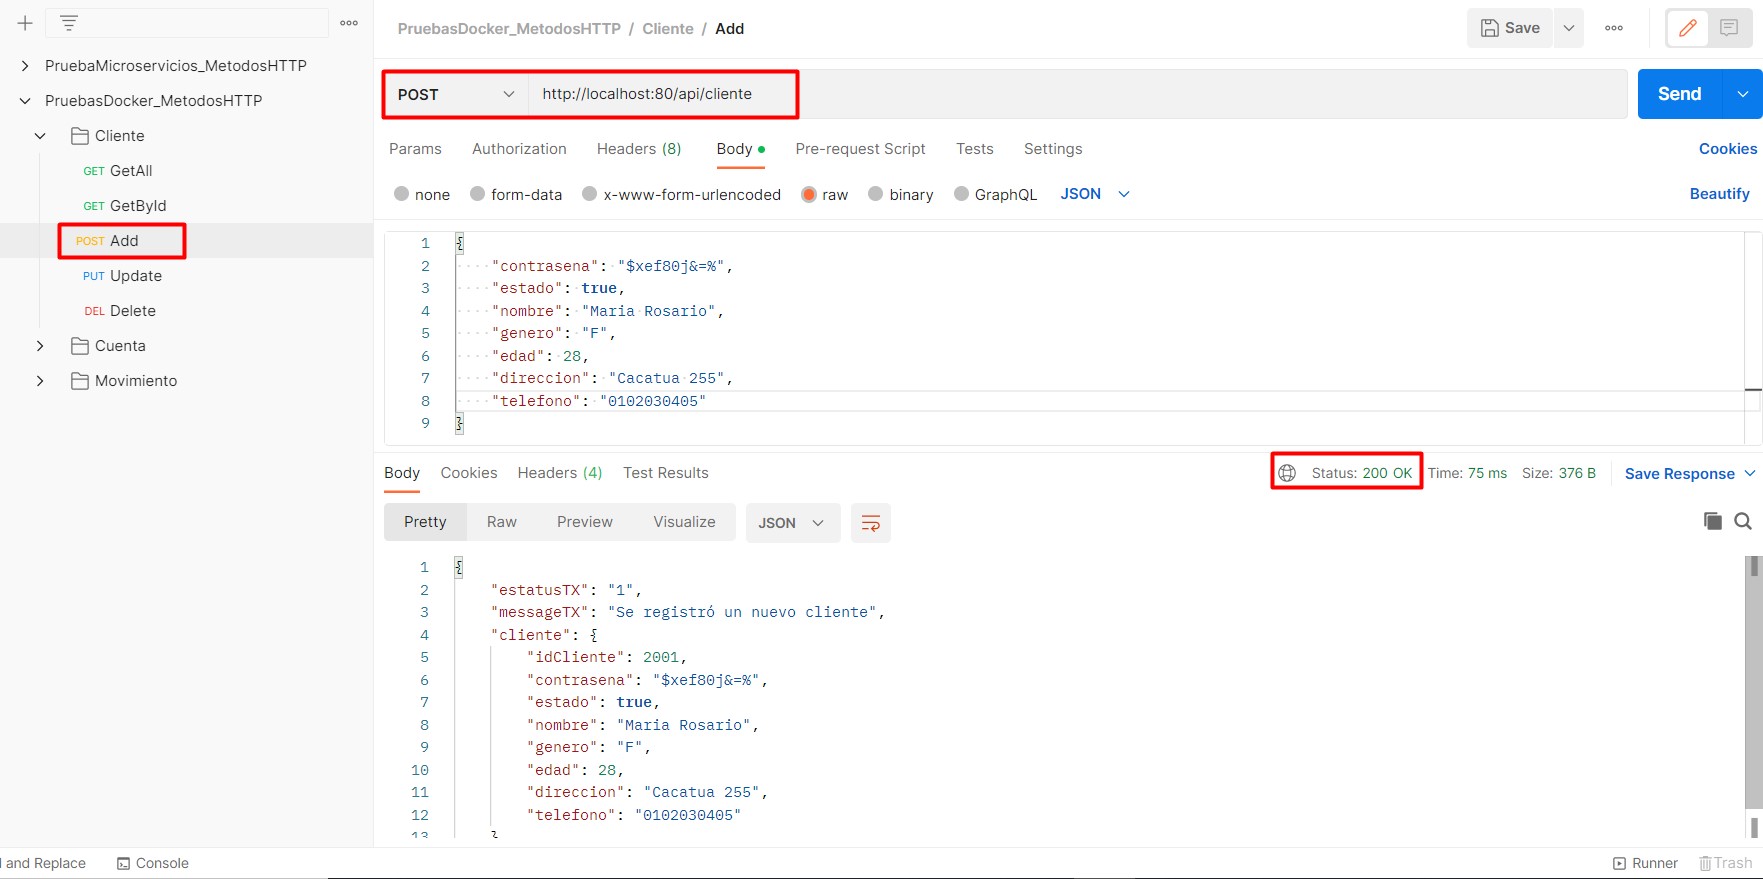 PruebaMicroservicios_MetodosHTTP
PruebasDocker_MetodosHTTP
Cliente
GET GetAll
GET GetById
POST Add
PUT Update
DEL Delete
Cuenta
Movimiento
PruebasDocker_MetodosHTTP / Cliente / Add
Save
POST http://localhost:80/api/cliente
Send
Params Authorization Headers (8) Body Pre-request Script Tests Settings
Cookies
none form-data x-www-form-urlencoded raw binary GraphQL JSON
Beautify
1 {
2 "contrasena": "$xef80j&=%",
3 "estado": true,
4 "nombre": "Maria Rosario",
5 "genero": "F",
6 "edad": 28,
7 "direccion": "Cacatua 255",
8 "telefono": "0102030405"
9 }
Body Cookies Headers (4) Test Results
Status: 200 OK Time: 75 ms Size: 376 B Save Response
Pretty Raw Preview Visualize JSON
1 {
2 "estatusTX": "1",
3 "messageTX": "Se registró un nuevo cliente",
4 "cliente": {
5 "idCliente": 2001,
6 "contrasena": "$xef80j&=%",
7 "estado": true,
8 "nombre": "Maria Rosario",
9 "genero": "F",
10 "edad": 28,
11 "direccion": "Cacatua 255",
12 "telefono": "0102030405"
13 }
and Replace Console
Runner Trash